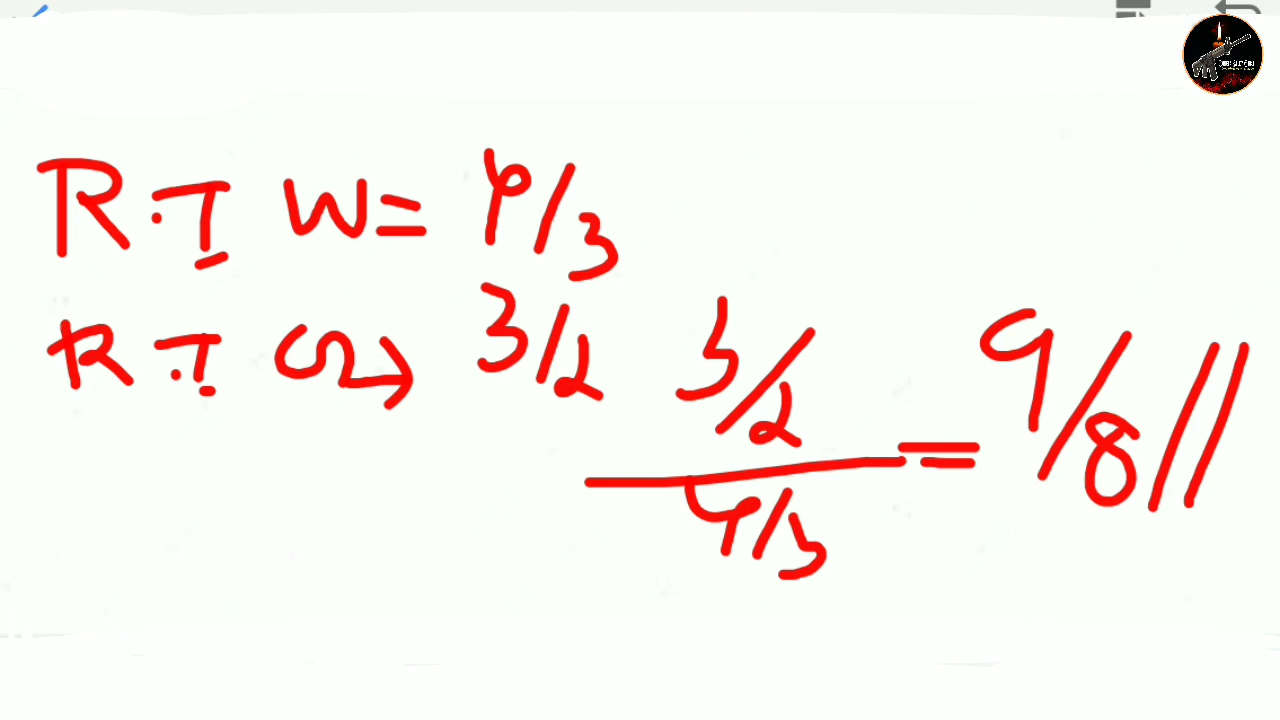 R.I W = 4/3
R.I G → 3/2
3/2
4/3
= 9/8 //